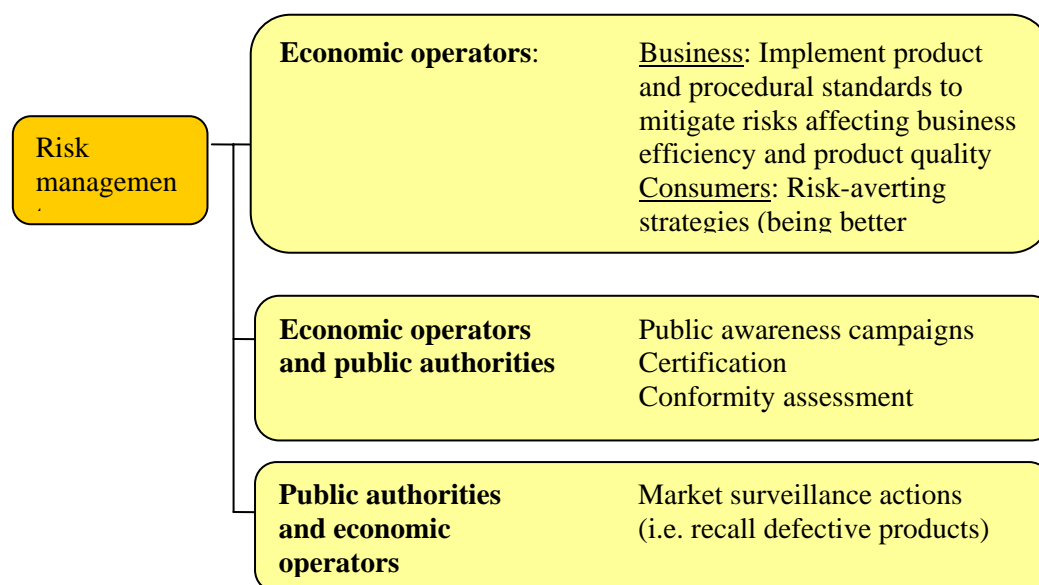 Risk
managemen
Economic operators:
Business: Implement product
and procedural standards to
mitigate risks affecting business
efficiency and product quality
Consumers: Risk-averting
strategies (being better
Economic operators
and public authorities
Public awareness campaigns
Certification
Conformity assessment
Public authorities
and economic
operators
Market surveillance actions
(i.e. recall defective products)